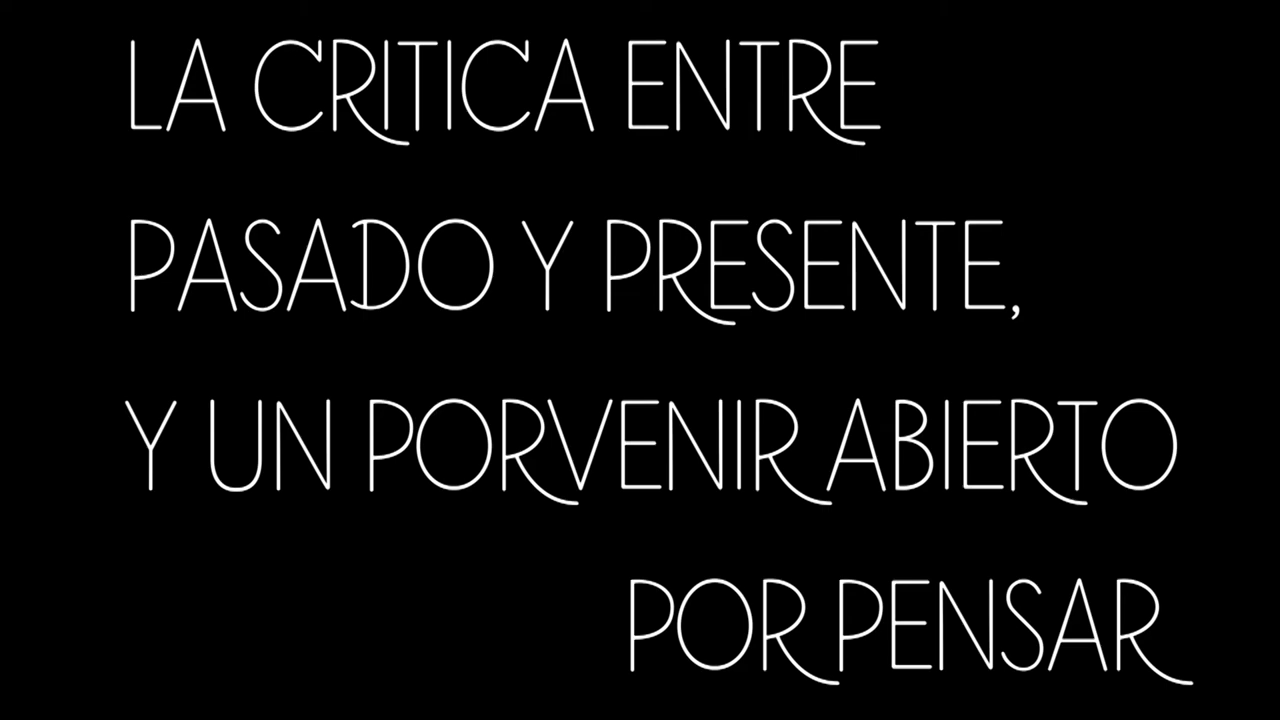 LA CRITICA ENTRE
PASADO Y PRESENTE,
Y UN PORVENIR ABIERTO
POR PENSAR